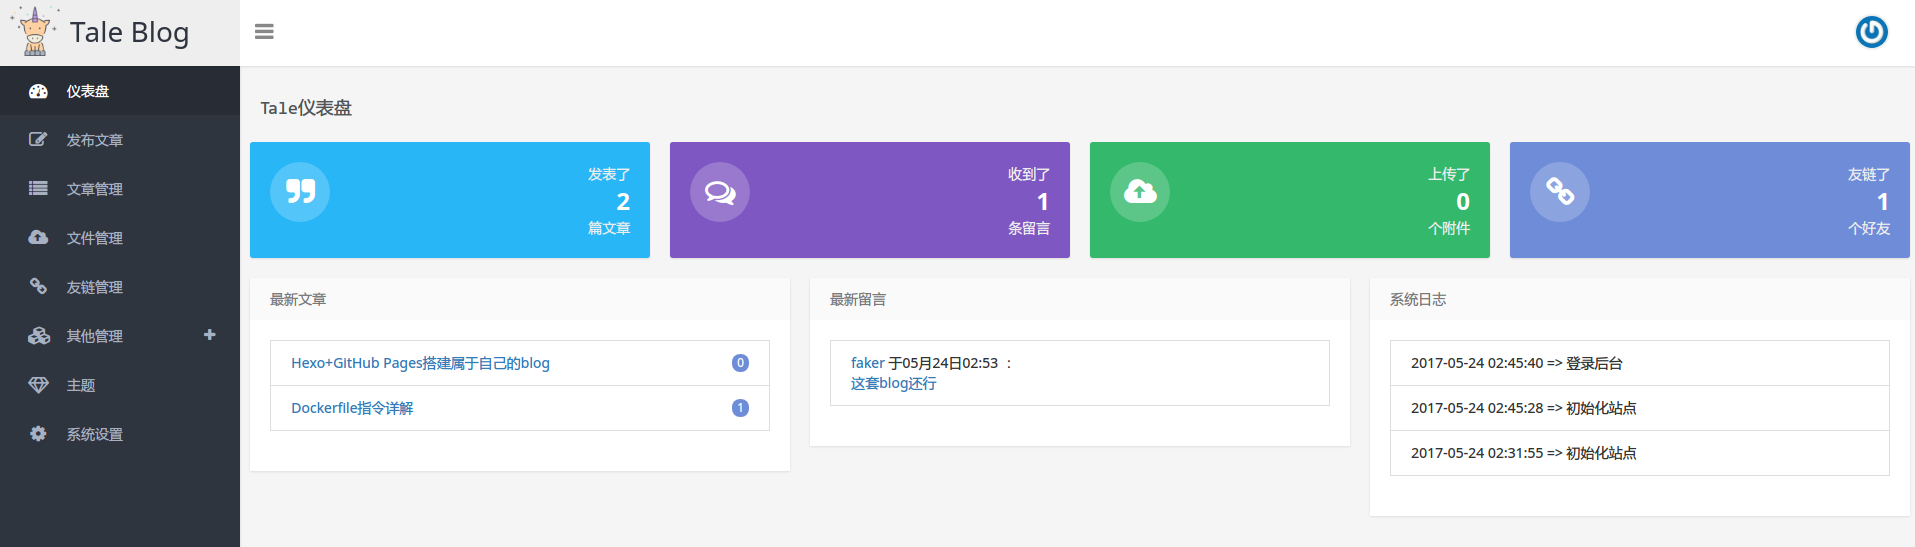 Tale Blog
仪表盘
发布文章
文章管理
文件管理
友链管理
其他管理
主题
系统设置
Tale仪表盘
发表了
2
篇文章
收到了
1
条留言
上传了
0
个附件
友链了
1
个好友
最新文章
Hexo+GitHub Pages搭建属于自己的blog 0
Dockerfile指令详解 1
最新留言
faker 于05月24日02:53 ：
这套blog还行
系统日志
2017-05-24 02:45:40 => 登录后台
2017-05-24 02:45:28 => 初始化站点
2017-05-24 02:31:55 => 初始化站点